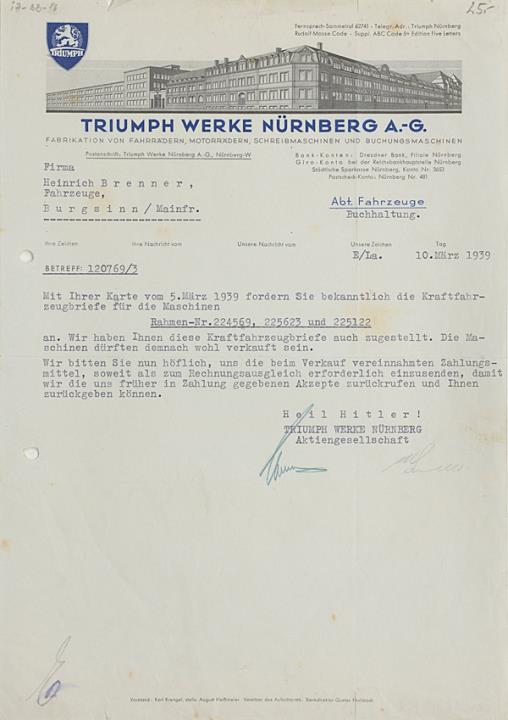 25.-
Fernsprech-Sammelruf 62741 - Telegr. Adr.: Triumph Nürnberg
Rudolf Mosse Code - Suppl. ABC Code 5th Edition Five Letters
TRIUMPH
TRIUMPH WERKE NÜRNBERG A.-G.
FABRIKATION VON FAHRRÄDERN, MOTORRÄDERN, SCHREIBMASCHINEN UND BUCHUNGSMASCHINEN
Postanschrift: Triumph Werke Nürnberg A.-G., Nürnberg-W
Bank-Konten: Dresdner Bank, Filiale Nürnberg
Giro-Konto bei der Reichsbankhauptstelle Nürnberg
Städtische Sparkasse Nürnberg, Konto Nr. 3653
Postscheck-Konto: Nürnberg Nr. 481
Firma
Heinrich Brenner,
Fahrzeuge,
Burgsinn/Mainfr.
Abt. Fahrzeuge
Buchhaltung.
Ihre Zeichen Ihre Nachricht vom Unsere Nachricht vom Unsere Zeichen Tag
E/La. 10.März 1939
BETREFF: 120769/3
Mit Ihrer Karte vom 5.März 1939 fordern Sie bekanntlich die Kraftfahr-
zeugbriefe für die Maschinen
Rahmen-Nr.224569, 225623 und 225122
an. Wir haben Ihnen diese Kraftfahrzeugbriefe auch zugestellt. Die Ma-
schinen dürften demnach wohl verkauft sein.
Wir bitten Sie nun höflich, uns die beim Verkauf vereinnahmten Zahlungs-
mittel, soweit als zum Rechnungsausgleich erforderlich einzusenden, damit
wir die uns früher in Zahlung gegebenen Akzepte zurückrufen und Ihnen
zurückgeben können.
Heil Hitler!
TRIUMPH WERKE NÜRNBERG
Aktiengesellschaft
Vorstand: Karl